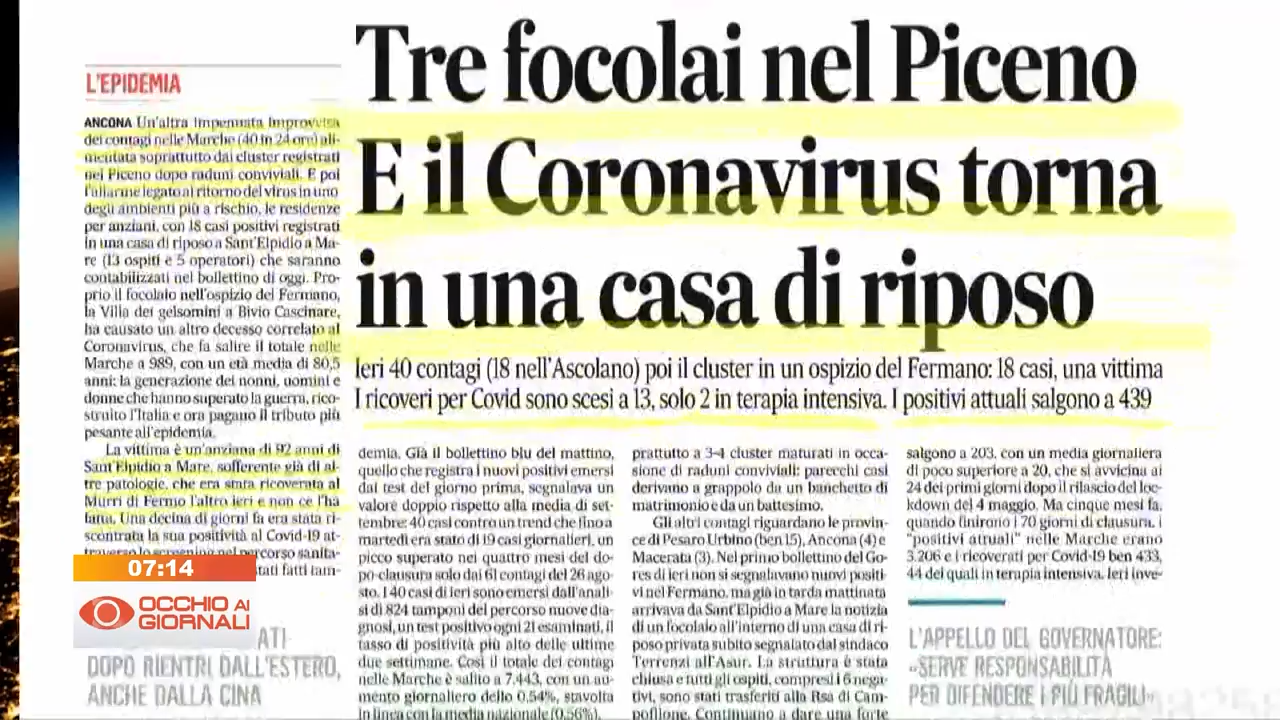 Tre focolai nel Piceno
E il Coronavirus torna
in una casa di riposo
Ieri 40 contagi (18 nell'Ascolano) poi il cluster in un ospizio del Fermano: 18 casi, una vittima
I ricoveri per Covid sono scesi a 13, solo 2 in terapia intensiva. I positivi attuali salgono a 439
L'EPIDEMIA
ANCONA Un'altra impennata improvvisa
dei contagi nelle Marche (40 in 24 ore) ali-
mentata soprattutto dai cluster registrati
nel Piceno dopo raduni conviviali. E poi
l'allarme legato al ritorno del virus in uno
degli ambienti più a rischio, le residenze
per anziani, con 18 casi positivi registrati
in una casa di riposo a Sant'Elpidio a Ma-
re (13 ospiti e 5 operatori) che saranno
contabilizzati nel bollettino di oggi. Pro-
prio il focolaio nell'ospizio del Fermano,
la Villa dei gelsomini a Bivio Cascinare,
ha causato un altro decesso correlato al
Coronavirus, che fa salire il totale nelle
Marche a 989, con un età media di 80,5
anni: la generazione dei nonni, uomini e
donne che hanno superato la guerra, rico-
struito l'Italia e ora pagano il tributo più
pesante all'epidemia.
La vittima è un'anziana di 92 anni di
Sant'Elpidio a Mare, sofferente già di al-
tre patologie, che era stata ricoverata al
Murri di Fermo l'altro ieri e non ce l'ha
fatta. Una decina di giorni fa era stata ri-
scontrata la sua positività al Covid-19 at-
traverso lo screening nel percorso sanita-
stati fatti tam-
demia. Già il bollettino blu del mattino,
quello che registra i nuovi positivi emersi
dai test del giorno prima, segnalava un
valore doppio rispetto alla media di set-
tembre: 40 casi contro un trend che fino a
martedì era stato di 19 casi giornalieri, un
picco superato nei quattro mesi del do-
po-clausura solo dai 61 contagi del 26 ago-
sto. I 40 casi di ieri sono emersi dall'anali-
si di 824 tamponi del percorso nuove dia-
gnosi, un test positivo ogni 21 esaminati, il
tasso di positività più alto delle ultime
due settimane. Così il totale dei contagi
nelle Marche è salito a 7.443, con un au-
mento giornaliero dello 0,54%, stavolta
in linea con la media nazionale (0,56%).
prattutto a 3-4 cluster maturati in occa-
sione di raduni conviviali: parecchi casi
derivano a grappolo da un banchetto di
matrimonio e da un battesimo.
Gli altri contagi riguardano le provin-
ce di Pesaro Urbino (ben 15), Ancona (4) e
Macerata (3). Nel primo bollettino del Go-
res di ieri non si segnalavano nuovi positi-
vi nel Fermano, ma già in tarda mattinata
arrivava da Sant'Elpidio a Mare la notizia
di un focolaio all'interno di una casa di ri-
poso privata subito segnalato dal sindaco
Terrenzi all'Asur. La struttura è stata
chiusa e tutti gli ospiti, compresi i 6 nega-
tivi, sono stati trasferiti alla Rsa di Cam-
pofilone. Continuano a dare una forte
salgono a 203, con un media giornaliera
di poco superiore a 20, che si avvicina ai
24 dei primi giorni dopo il rilascio del loc-
kdown del 4 maggio. Ma cinque mesi fa,
quando finirono i 70 giorni di clausura, i
"positivi attuali" nelle Marche erano
3.206 e i ricoverati per Covid-19 ben 433,
44 dei quali in terapia intensiva. Ieri inve-
07:14
OCCHIO AI
GIORNALI
ATI
DOPO RIENTRI DALL'ESTERO,
ANCHE DALLA CINA
L'APPELLO DEL GOVERNATORE:
«SERVE RESPONSABILITÀ
PER DIFENDERE I PIÙ FRAGILI»